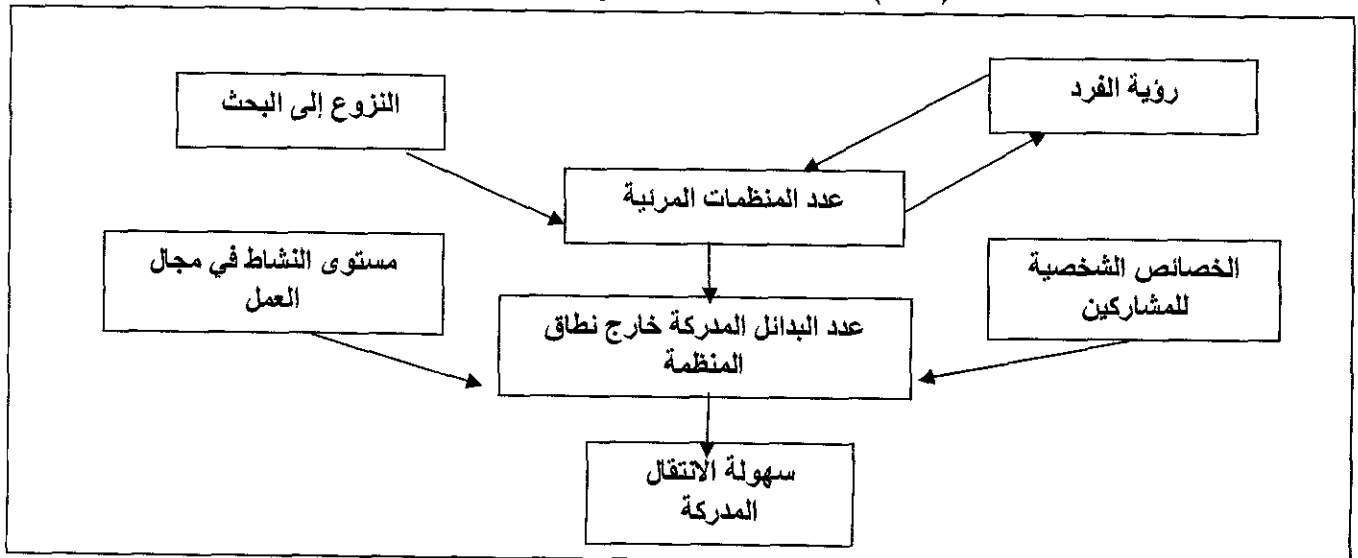 رؤية الفرد
النزوع إلى البحث
عدد المنظمات المرئية
الخصائص الشخصية
للمشاركين
مستوى النشاط في مجال
العمل
عدد البدائل المدركة خارج نطاق
المنظمة
سهولة الانتقال
المدركة